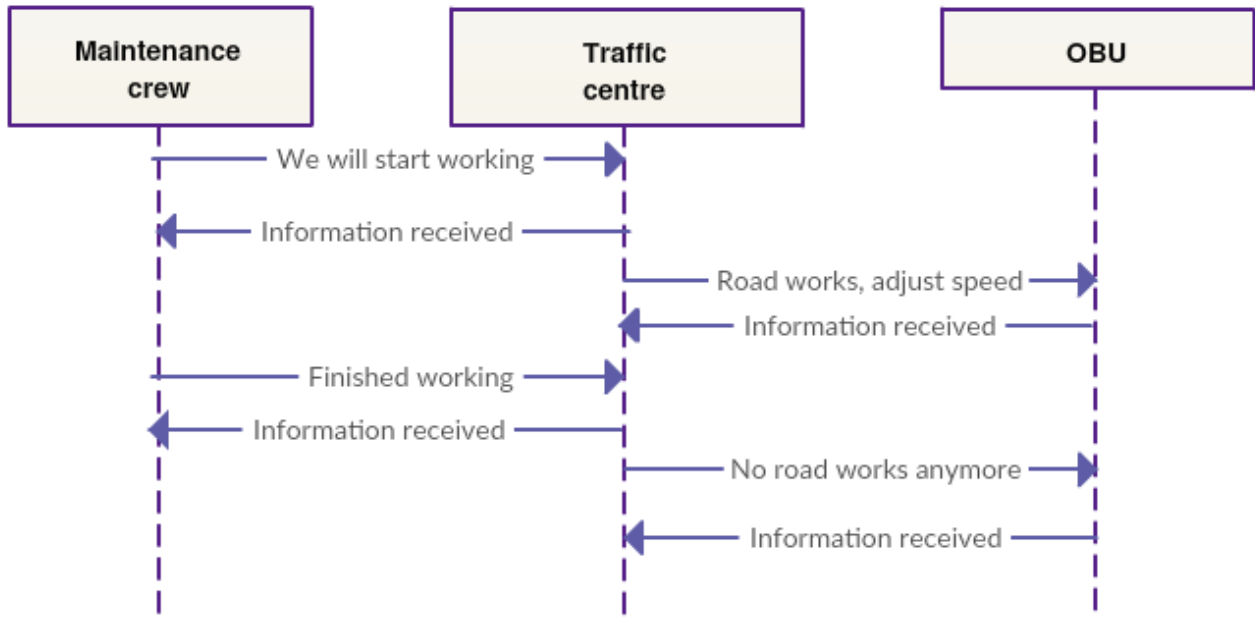 Maintenance
crew
Traffic
centre
OBU
We will start working
Information received
Road works, adjust speed
Information received
Finished working
Information received
No road works anymore
Information received